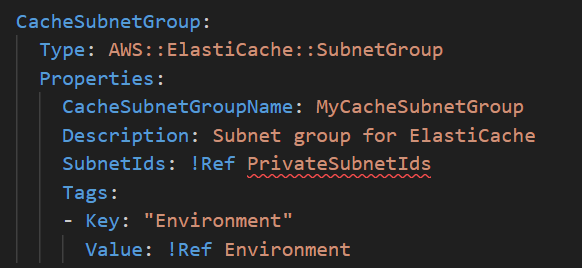 CacheSubnetGroup:
  Type: AWS::ElastiCache::SubnetGroup
  Properties:
    CacheSubnetGroupName: MyCacheSubnetGroup
    Description: Subnet group for ElastiCache
    SubnetIds: !Ref PrivateSubnetIds
    Tags:
    - Key: "Environment"
      Value: !Ref Environment